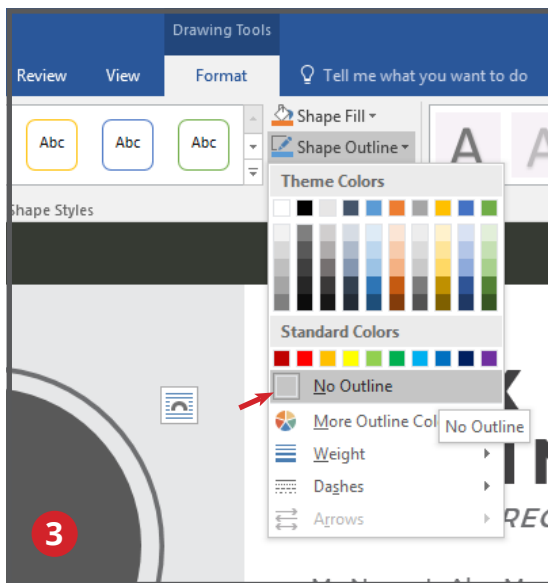 Drawing Tools
Review View Format Tell me what you want to do
Abc Abc Abc
Shape Fill
Shape Outline
A A
Shape Styles
Theme Colors
Standard Colors
No Outline
More Outline Col
No Outline
Weight
Dashes
Arrows
3